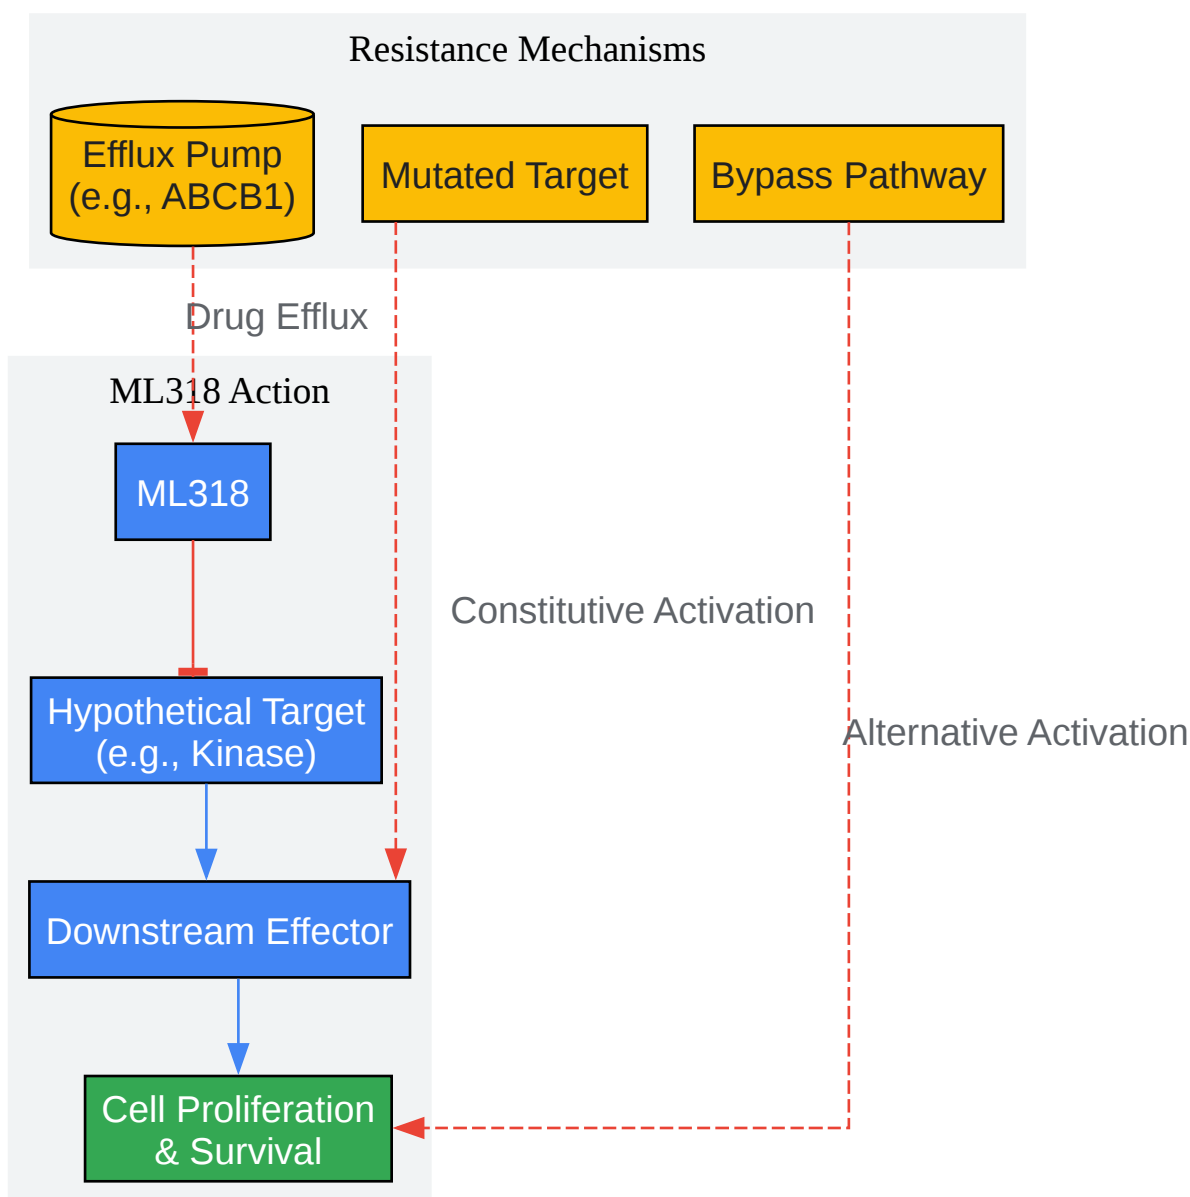 Resistance Mechanisms
Efflux Pump
(e.g., ABCB1)
Mutated Target
Bypass Pathway
Drug Efflux
ML318 Action
ML318
Constitutive Activation
Hypothetical Target
(e.g., Kinase)
Alternative Activation
Downstream Effector
Cell Proliferation
& Survival